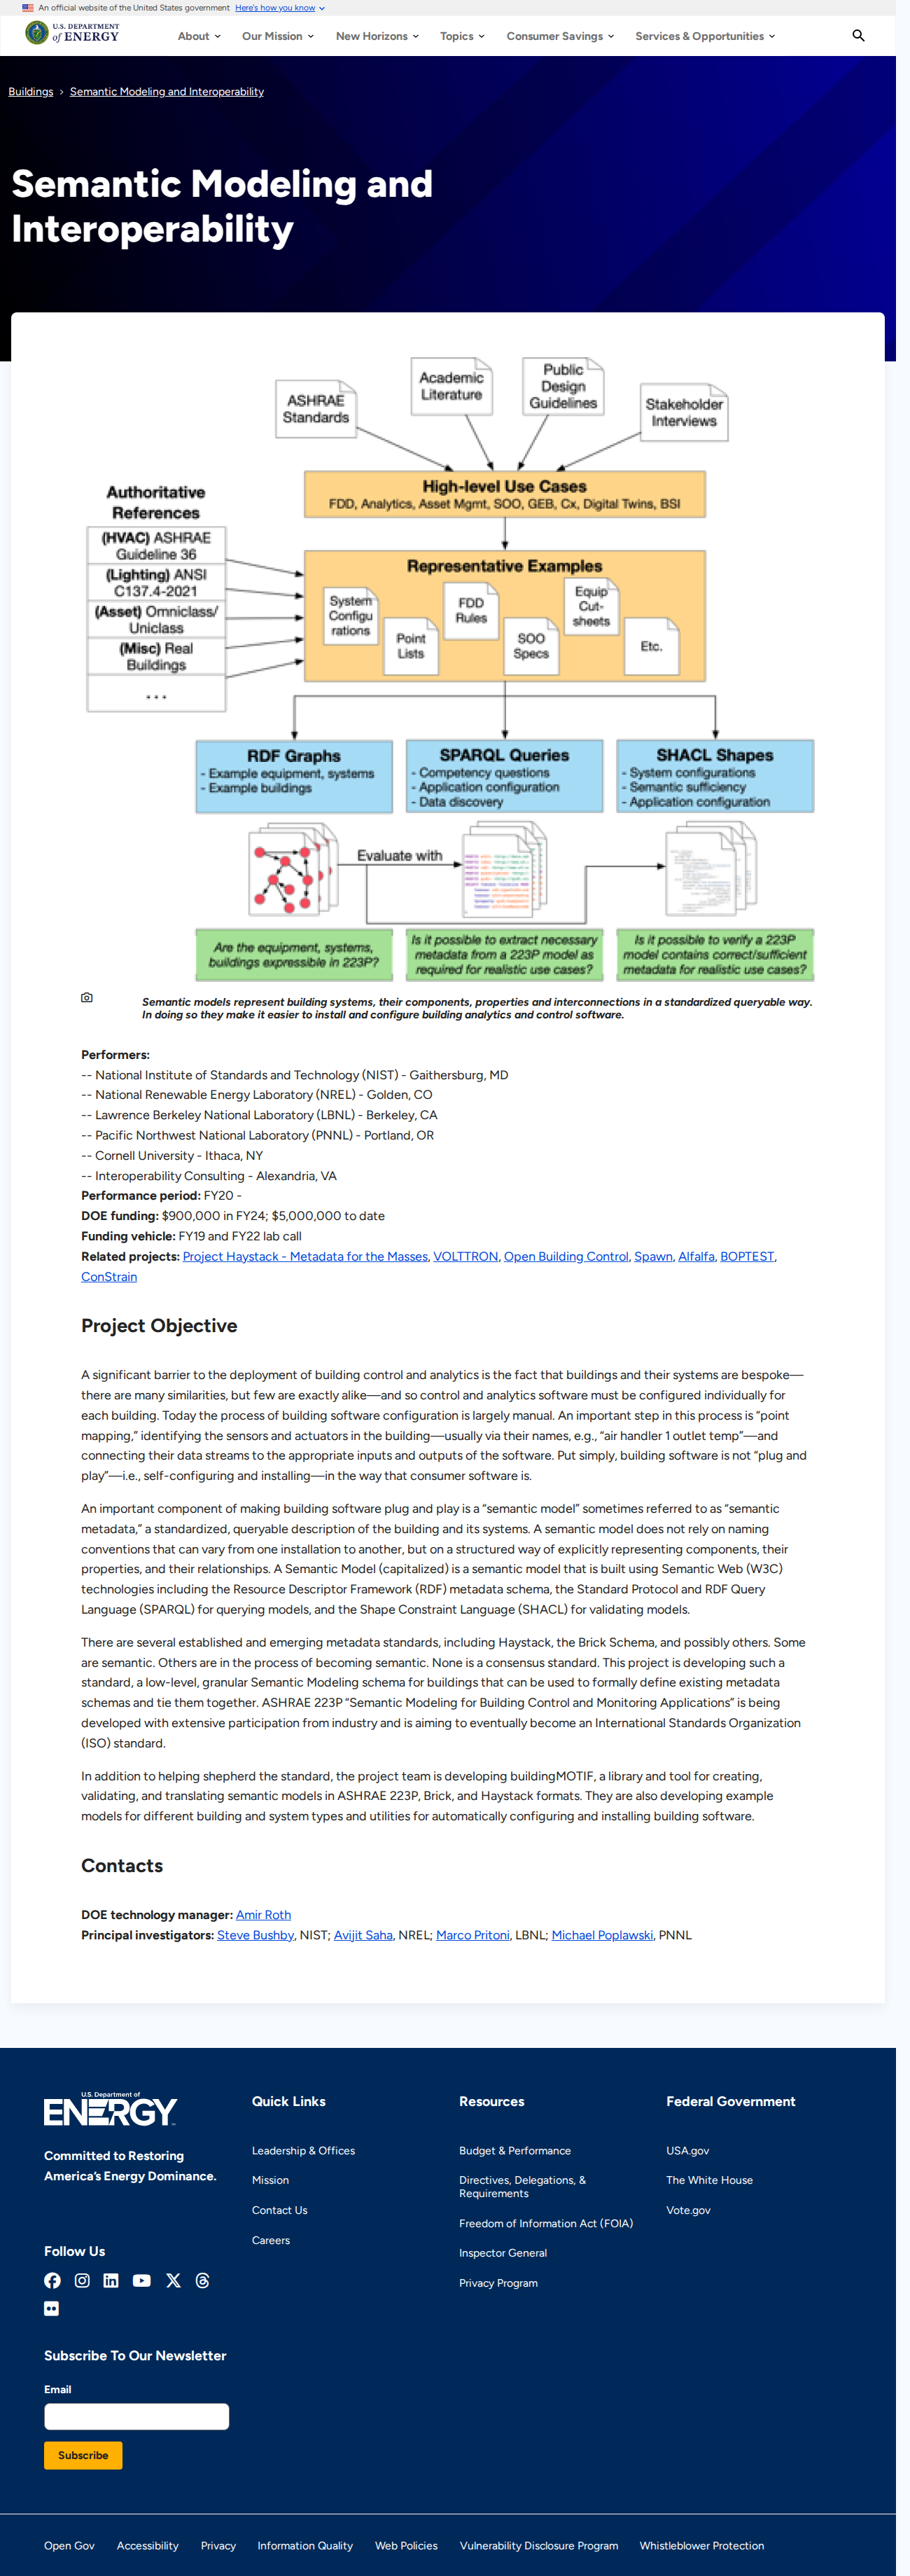 An official website of the United States government Here's how you know
U.S. DEPARTMENT
of ENERGY
About
Our Mission
New Horizons
Topics
Consumer Savings
Services & Opportunities
Buildings > Semantic Modeling and Interoperability
Semantic Modeling and
Interoperability
ASHRAE
Standards
Academic
Literature
Public
Design
Guidelines
Stakeholder
Interviews
High-level Use Cases
FDD, Analytics, Asset Mgmt, SOO, GEB, Cx, Digital Twins, BSI
Authoritative
References
(HVAC) ASHRAE
Guideline 36
(Lighting) ANSI
C137.4-2021
(Asset) Omniclass/
Uniclass
(Misc) Real
Buildings
...
Representative Examples
System
Configu
rations
Point
Lists
FDD
Rules
SOO
Specs
Equip
Cut-
sheets
Etc.
RDF Graphs
- Example equipment, systems
- Example buildings
SPARQL Queries
- Competency questions
- Application configuration
- Data discovery
SHACL Shapes
- System configurations
- Semantic sufficiency
- Application configuration
Evaluate with
Are the equipment, systems,
buildings expressible in 223P?
Is it possible to extract necessary
metadata from a 223P model as
required for realistic use cases?
Is it possible to verify a 223P
model contains correct/sufficient
metadata for realistic use cases?
Semantic models represent building systems, their components, properties and interconnections in a standardized queryable way.
In doing so they make it easier to install and configure building analytics and control software.
Performers:
-- National Institute of Standards and Technology (NIST) - Gaithersburg, MD
-- National Renewable Energy Laboratory (NREL) - Golden, CO
-- Lawrence Berkeley National Laboratory (LBNL) - Berkeley, CA
-- Pacific Northwest National Laboratory (PNNL) - Portland, OR
-- Cornell University - Ithaca, NY
-- Interoperability Consulting - Alexandria, VA
Performance period: FY20 -
DOE funding: $900,000 in FY24; $5,000,000 to date
Funding vehicle: FY19 and FY22 lab call
Related projects: Project Haystack - Metadata for the Masses, VOLTTRON, Open Building Control, Spawn, Alfalfa, BOPTEST,
ConStrain
Project Objective
A significant barrier to the deployment of building control and analytics is the fact that buildings and their systems are bespoke—
there are many similarities, but few are exactly alike—and so control and analytics software must be configured individually for
each building. Today the process of building software configuration is largely manual. An important step in this process is “point
mapping,” identifying the sensors and actuators in the building—usually via their names, e.g., “air handler 1 outlet temp”—and
connecting their data streams to the appropriate inputs and outputs of the software. Put simply, building software is not “plug and
play”—i.e., self-configuring and installing—in the way that consumer software is.
An important component of making building software plug and play is a “semantic model” sometimes referred to as “semantic
metadata,” a standardized, queryable description of the building and its systems. A semantic model does not rely on naming
conventions that can vary from one installation to another, but on a structured way of explicitly representing components, their
properties, and their relationships. A Semantic Model (capitalized) is a semantic model that is built using Semantic Web (W3C)
technologies including the Resource Descriptor Framework (RDF) metadata schema, the Standard Protocol and RDF Query
Language (SPARQL) for querying models, and the Shape Constraint Language (SHACL) for validating models.
There are several established and emerging metadata standards, including Haystack, the Brick Schema, and possibly others. Some
are semantic. Others are in the process of becoming semantic. None is a consensus standard. This project is developing such a
standard, a low-level, granular Semantic Modeling schema for buildings that can be used to formally define existing metadata
schemas and tie them together. ASHRAE 223P “Semantic Modeling for Building Control and Monitoring Applications” is being
developed with extensive participation from industry and is aiming to eventually become an International Standards Organization
(ISO) standard.
In addition to helping shepherd the standard, the project team is developing buildingMOTIF, a library and tool for creating,
validating, and translating semantic models in ASHRAE 223P, Brick, and Haystack formats. They are also developing example
models for different building and system types and utilities for automatically configuring and installing building software.
Contacts
DOE technology manager: Amir Roth
Principal investigators: Steve Bushby, NIST; Avijit Saha, NREL; Marco Pritoni, LBNL; Michael Poplawski, PNNL
U.S. Department of
ENERGY
Committed to Restoring
America’s Energy Dominance.
Follow Us
Subscribe To Our Newsletter
Email
Subscribe
Quick Links
Leadership & Offices
Mission
Contact Us
Careers
Resources
Budget & Performance
Directives, Delegations, &
Requirements
Freedom of Information Act (FOIA)
Inspector General
Privacy Program
Federal Government
USA.gov
The White House
Vote.gov
Open Gov
Accessibility
Privacy
Information Quality
Web Policies
Vulnerability Disclosure Program
Whistleblower Protection